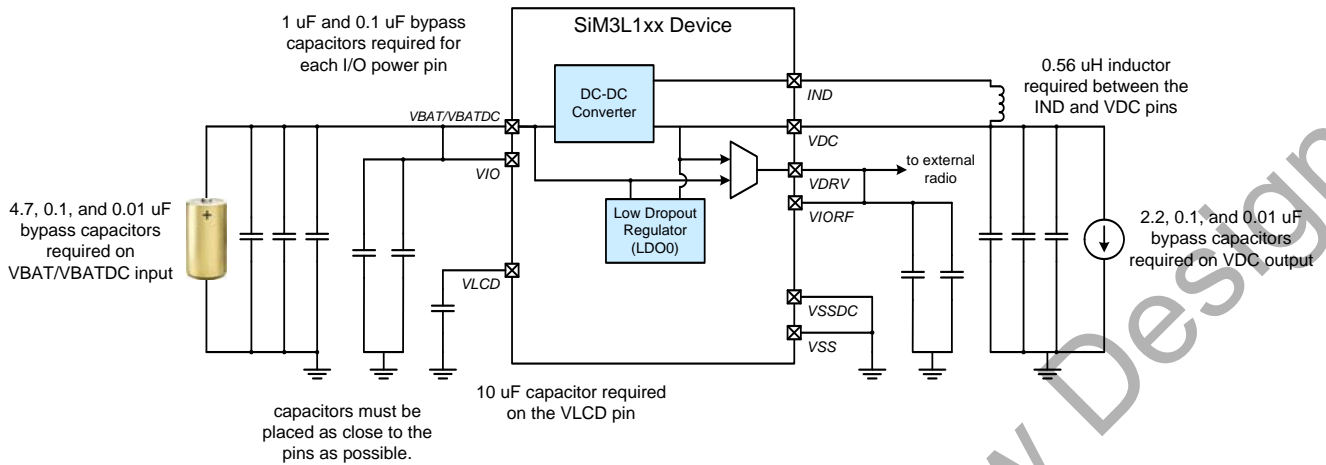 1 uF and 0.1 uF bypass
capacitors required for
each I/O power pin
SiM3L1xx Device
DC-DC
Converter
IND
0.56 uH inductor
required between the
IND and VDC pins
VBAT/VBATDC
VDC
VIO
VDRV
to external
radio
VIORF
4.7, 0.1, and 0.01 uF
bypass capacitors
required on
VBAT/VBATDC input
+
Low Dropout
Regulator
(LDO0)
2.2, 0.1, and 0.01 uF
bypass capacitors
required on VDC output
VLCD
VSSDC
VSS
10 uF capacitor required
on the VLCD pin
capacitors must be
placed as close to the
pins as possible.
Design